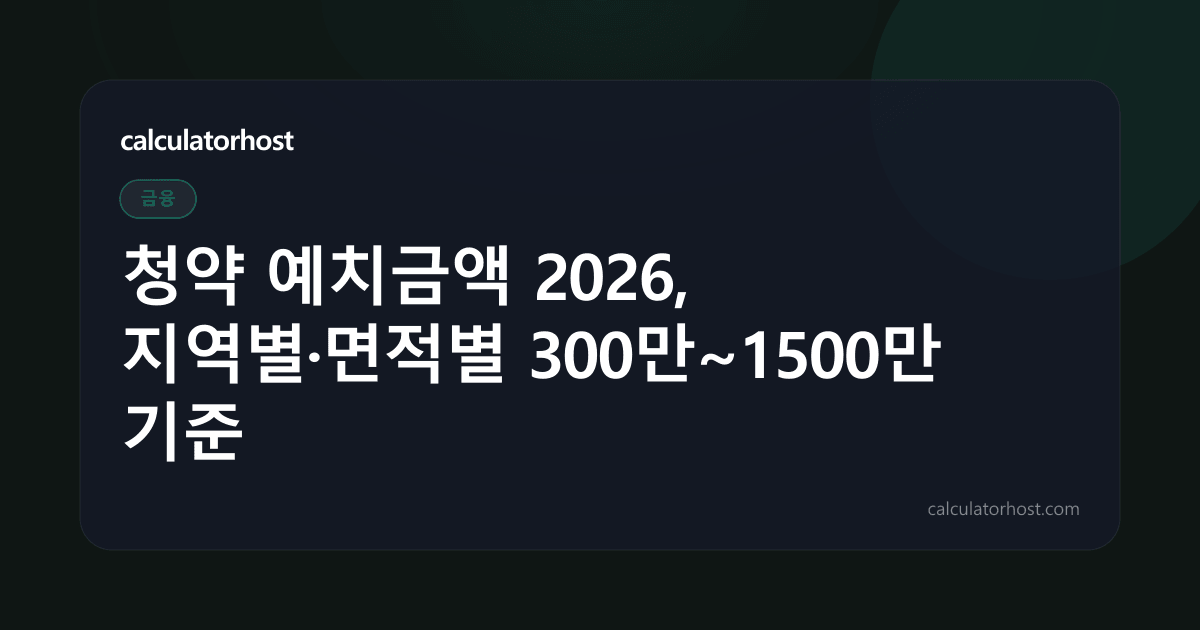 calculatorhost
금융
청약 예치금액 2026,
지역별·면적별 300만~1500만
기준
calculatorhost.com